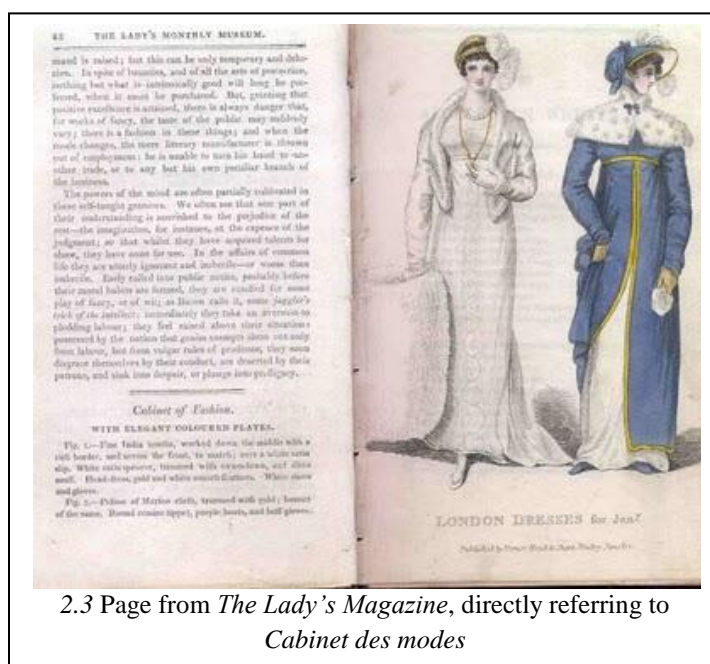 62 THE LADY'S MONTHLY MUSEUM.
mand is raised; but this can be only temporary and delu-
sive. In spite of bounties, and of all the arts of protection,
nothing but what is intrinsically good will long be pre-
ferred, when it must be purchased. But, granting that
positive excellence is attained, there is always danger that,
for works of fancy, the taste of the public may suddenly
vary; there is a fashion in these things; and when the
mode changes, the mere literary manufacturer is thrown
out of employment: he is unable to turn his hand to an-
other trade, or to any but his own peculiar branch of
the business.
The powers of the mind are often partially cultivated in
these self-taught geniuses. We often see that one part of
their understanding is nourished to the prejudice of the
rest—the imagination, for instance, at the expence of the
judgment; so that whilst they have acquired talents for
show, they have none for use. In the affairs of common
life they are utterly ignorant and imbecile—or worse than
imbecile. Early called into public notice, probably before
their moral habits are formed, they are extolled for some
play of fancy, or of wit; as Bacon calls it, some juggler's
trick of the intellect: immediately they take an aversion to
plodding labour; they feel raised above their situation;
possessed by the notion that genius exempts them not only
from labour, but from vulgar rules of prudence, they soon
disgrace themselves by their conduct, are deserted by their
patrons, and sink into despair, or plunge into profligacy.
Cabinet of Fashion.
WITH ELEGANT COLOURED PLATES.
Fig. 1.—Fine India muslin, worked down the middle with a
rich border, and across the front, to match; over a white satin
slip. White satin spencer, trimmed with swansdown, and
muff. Head-dress, gold and white feathers. White shoes
and gloves.
Fig. 2.—Pelisse of Marino cloth, trimmed with gold; bonnet
of the same. Round ermine tippet, purple boots, and buff gloves.
LONDON DRESSES for Jany.
Published by
2.3 Page from The Lady's Magazine, directly referring to
Cabinet des modes